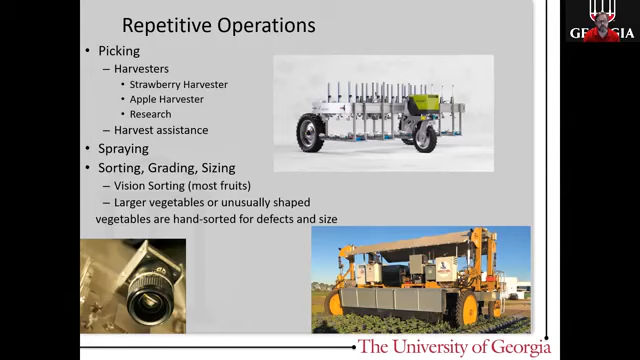 Repetitive Operations
• Picking
– Harvesters
• Strawberry Harvester
• Apple Harvester
• Research
– Harvest assistance
• Spraying
• Sorting, Grading, Sizing
– Vision Sorting (most fruits)
– Larger vegetables or unusually shaped
vegetables are hand-sorted for defects and size
GEORGIA
The University of Georgia